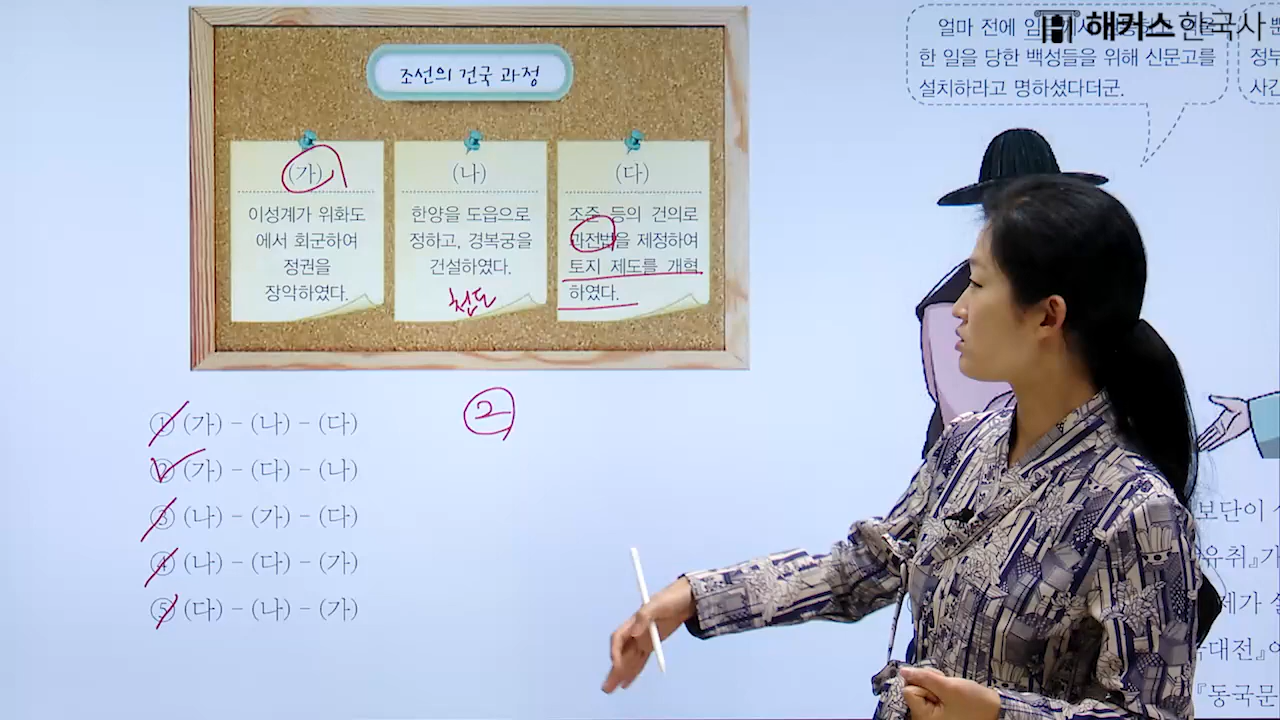 해커스한국사
조선의 건국 과정
(가)
이성계가 위화도
에서 회군하여
정권을
장악하였다.
(나)
한양을 도읍으로
정하고, 경복궁을
건설하였다.
천도
(다)
조준 등의 건의로
과전법을 제정하여
토지 제도를 개혁
하였다.
2
① (가) - (나) - (다)
② (가) - (다) - (나)
③ (나) - (가) - (다)
④ (나) - (다) - (가)
⑤ (다) - (나) - (가)
얼마 전에
한 일을 당한 백성들을 위해 신문고를
설치하라고 명하셨다더군.
정부
사건
보단이
유취』가
제가
대전』이
『동국문